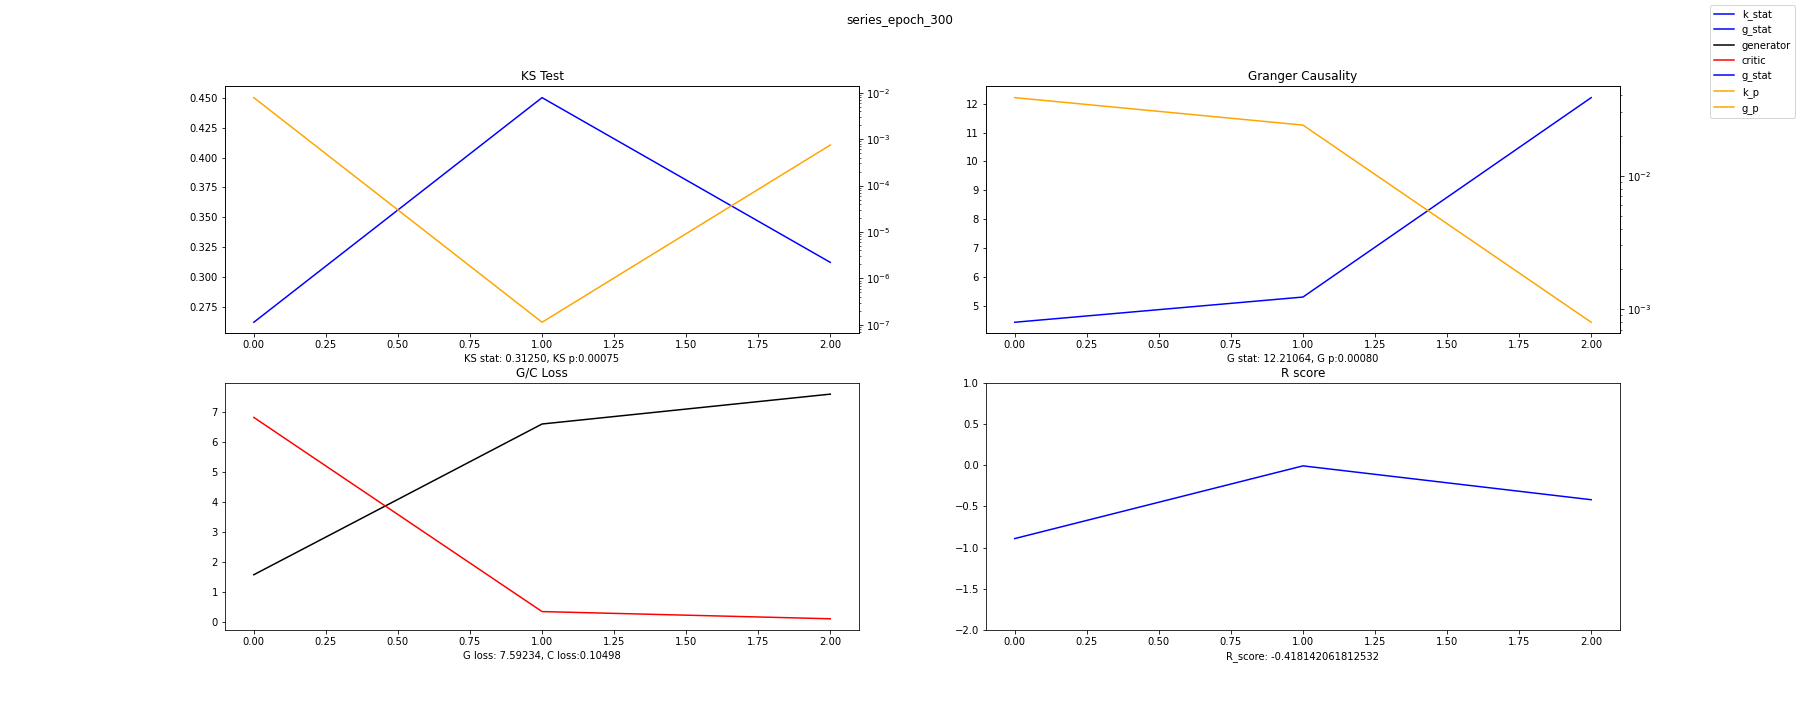 series_epoch_300
k_stat
g_stat
generator
critic
g_stat
k_p
g_p
KS Test
0.450
0.425
0.400
0.375
0.350
0.325
0.300
0.275
10⁻²
10⁻³
10⁻⁴
10⁻⁵
10⁻⁶
10⁻⁷
0.00 0.25 0.50 0.75 1.00 1.25 1.50 1.75 2.00
KS stat: 0.31250, KS p:0.00075
Granger Causality
12
11
10
9
8
7
6
5
10⁻²
10⁻³
0.00 0.25 0.50 0.75 1.00 1.25 1.50 1.75 2.00
G stat: 12.21064, G p:0.00080
G/C Loss
7
6
5
4
3
2
1
0
0.00 0.25 0.50 0.75 1.00 1.25 1.50 1.75 2.00
G loss: 7.59234, C loss:0.10498
R score
1.0
0.5
0.0
−0.5
−1.0
−1.5
−2.0
0.00 0.25 0.50 0.75 1.00 1.25 1.50 1.75 2.00
R_score: -0.418142061812532